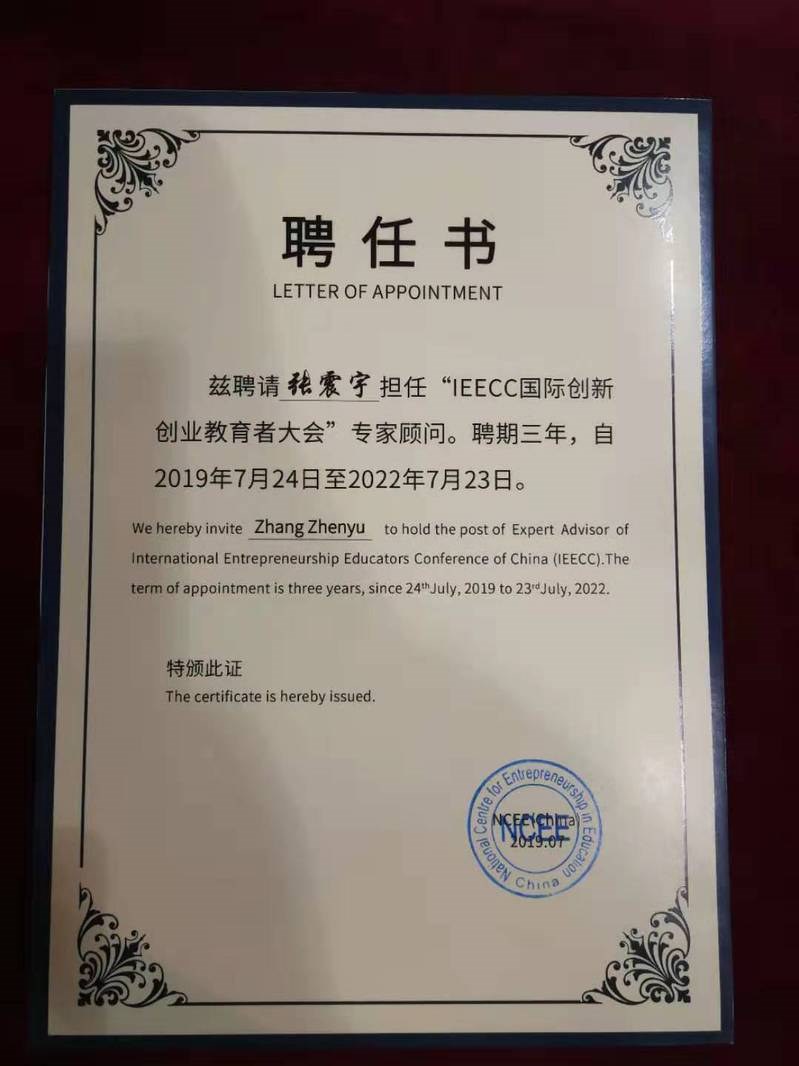 聘任书
LETTER OF APPOINTMENT
兹聘请 张震宇 担任“IEECC国际创新
创业教育者大会”专家顾问。聘期三年，自
2019年7月24日至2022年7月23日。
We hereby invite Zhang Zhenyu to hold the post of Expert Advisor of
International Entrepreneurship Educators Conference of China (IEECC).The
term of appointment is three years, since 24thJuly, 2019 to 23rdJuly, 2022.
特颁此证
The certificate is hereby issued.
National Centre for Entrepreneurship in Education
NCEE(China)
NCEE
2019.07
China